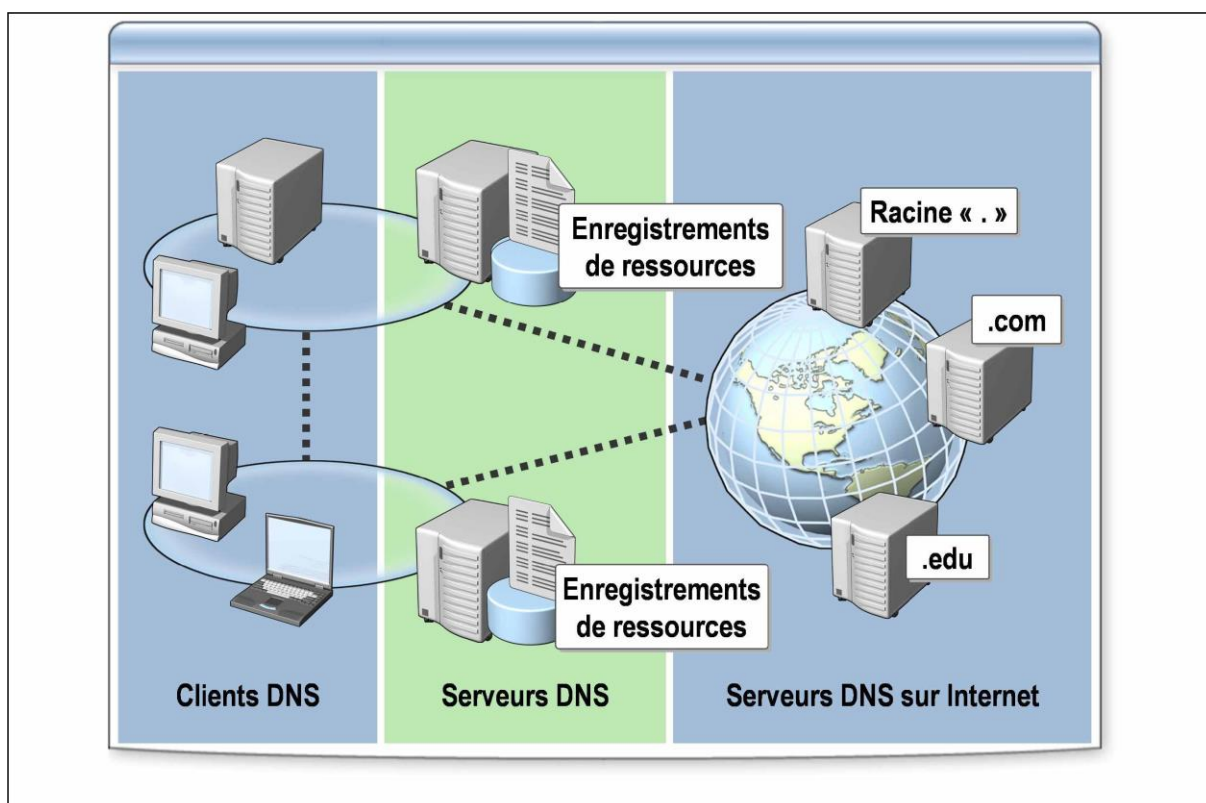 Enregistrements
de ressources
Racine « . »
.com
.edu
Enregistrements
de ressources
Clients DNS
Serveurs DNS
Serveurs DNS sur Internet